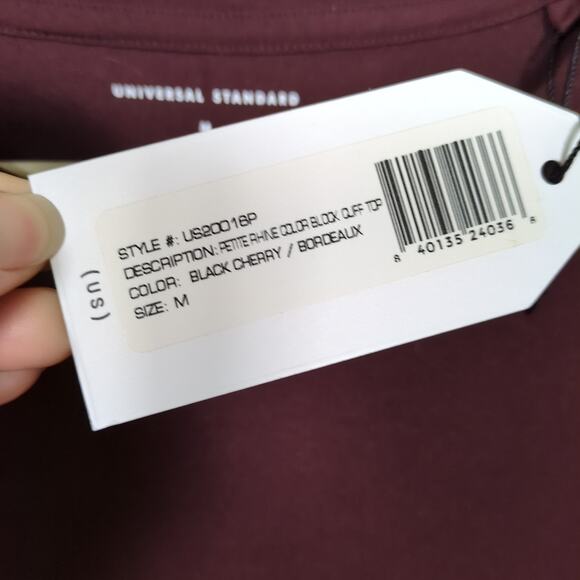 UNIVERSAL STANDARD
M
STYLE #: US20016P
DESCRIPTION: PETITE RHINE COLOR BLOCK CUFF TOP
COLOR: BLACK CHERRY / BORDEAUX
SIZE: M
8 40135 24036 8
(us)